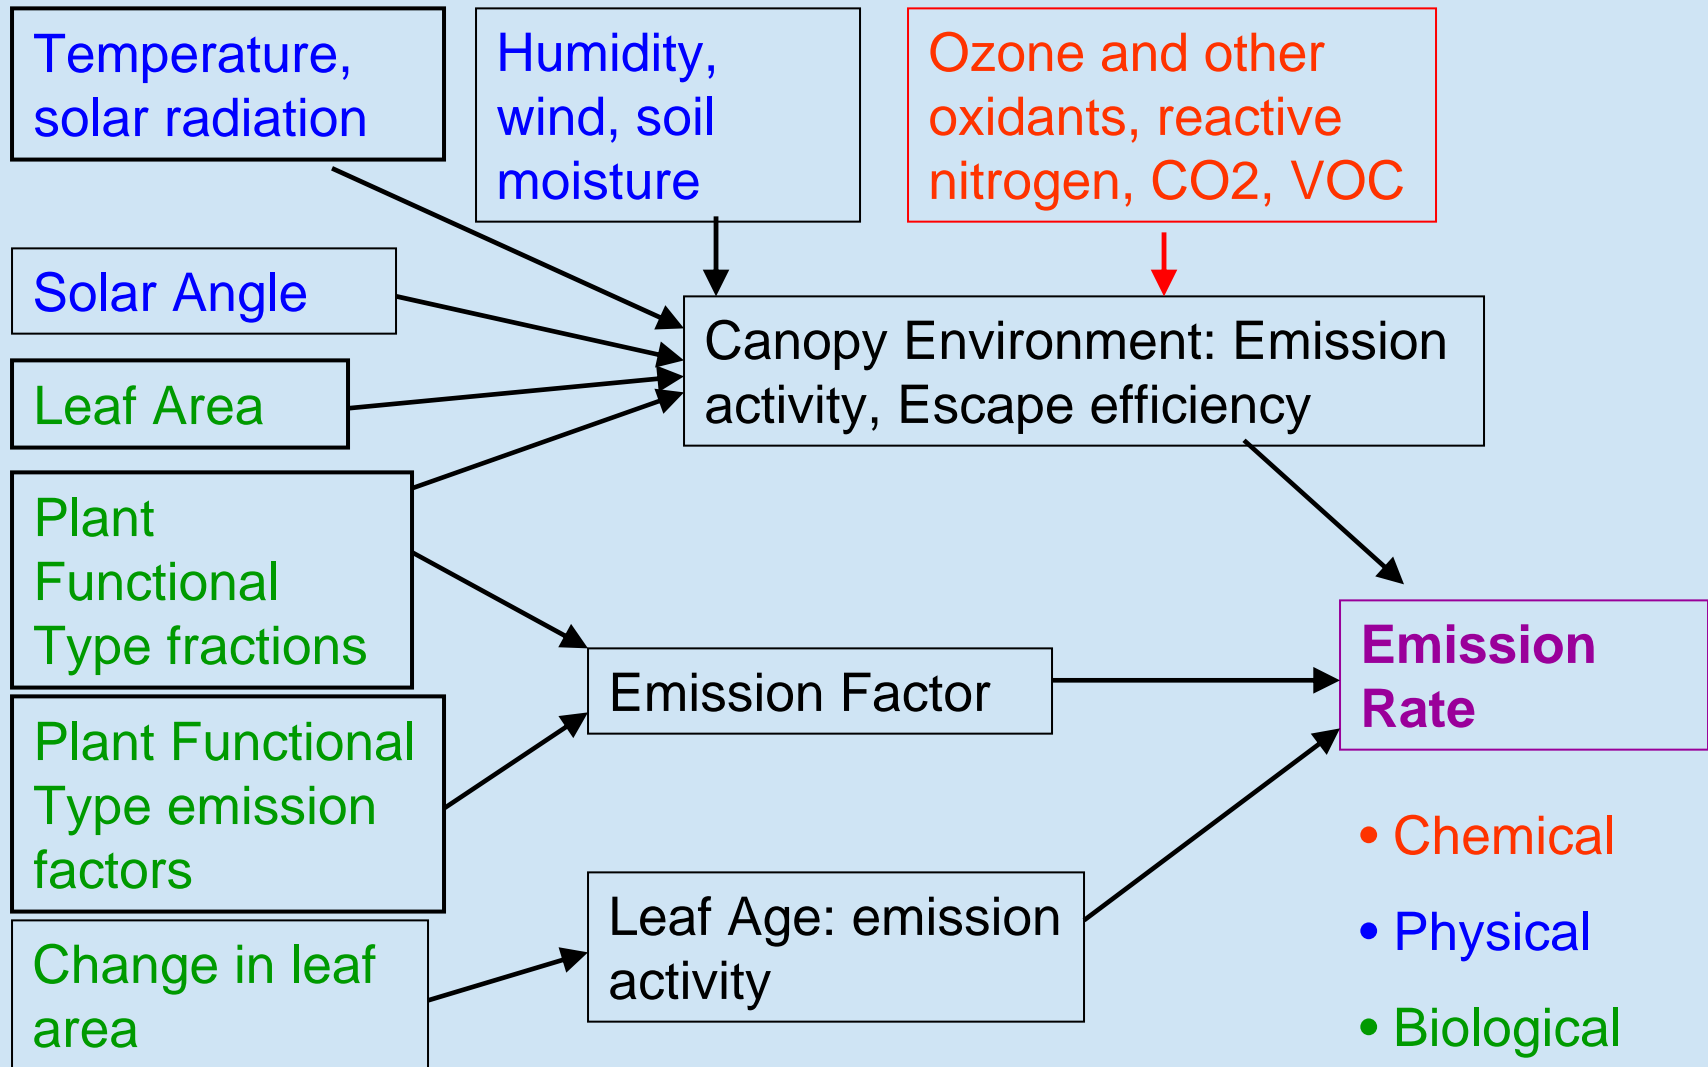 Temperature,
solar radiation
Humidity,
wind, soil
moisture
Ozone and other
oxidants, reactive
nitrogen, CO2, VOC
Solar Angle
Canopy Environment: Emission
activity, Escape efficiency
Leaf Area
Plant
Functional
Type fractions
Emission Factor
Emission
Rate
Plant Functional
Type emission
factors
Leaf Age: emission
activity
Change in leaf
area
• Chemical
• Physical
• Biological